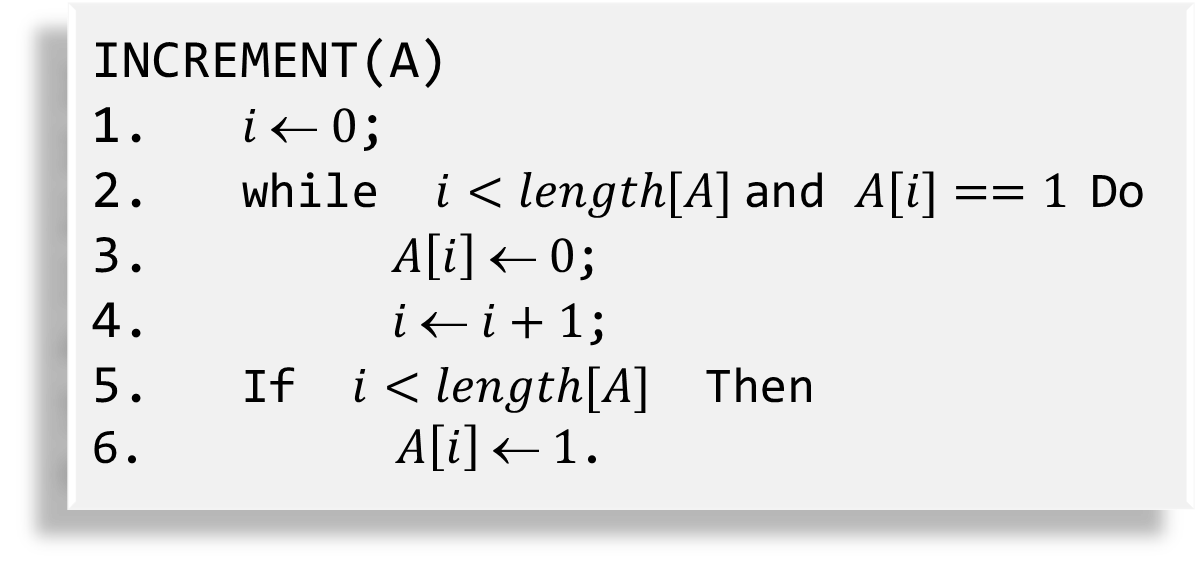 INCREMENT(A)
1. i ← 0;
2. while i < length[A] and A[i] == 1 Do
3. A[i] ← 0;
4. i ← i + 1;
5. If i < length[A] Then
6. A[i] ← 1.